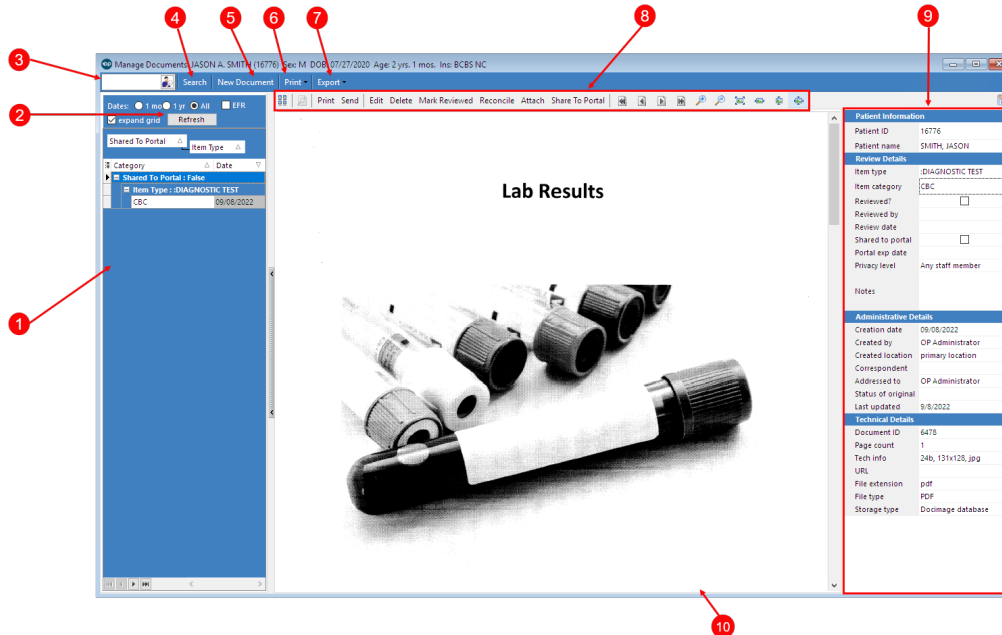 4
5
6
7
8
9
3
Manage Documents JASON A. SMITH (16776) Sex: M DOB: 07/27/2020 Age: 2 yrs. 1 mos. Ins: BCBS NC
Search New Document Print Export
2
Dates: 1 mo 1 yr All EFR
expand grid Refresh
Print Send Edit Delete Mark Reviewed Reconcile Attach Share To Portal
Shared To Portal
Item Type
Category Date
Shared To Portal : False
Item Type : :DIAGNOSTIC TEST
CBC 09/08/2022
1
Lab Results
Patient Information
Patient ID 16776
Patient name SMITH, JASON
Review Details
Item type :DIAGNOSTIC TEST
Item category CBC
Reviewed?
Reviewed by
Review date
Shared to portal
Portal exp date
Privacy level Any staff member
Notes
Administrative Details
Creation date 09/08/2022
Created by OP Administrator
Created location primary location
Correspondent
Addressed to OP Administrator
Status of original
Last updated 9/8/2022
Technical Details
Document ID 6478
Page count 1
Tech info 24b, 131x128, jpg
URL
File extension pdf
File type PDF
Storage type Docimage database
10